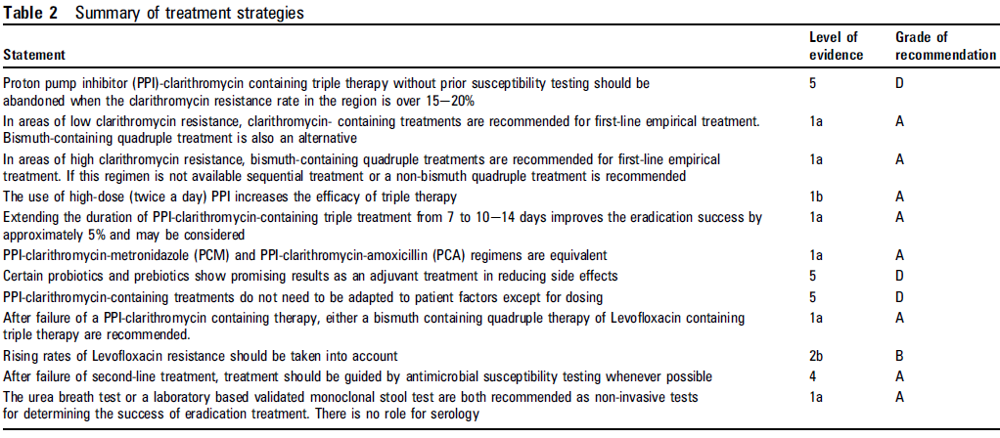 Table 2 Summary of treatment strategies
Statement
Level of evidence
Grade of recommendation
Proton pump inhibitor (PPI)-clarithromycin containing triple therapy without prior susceptibility testing should be 5 D
abandoned when the clarithromycin resistance rate in the region is over 15–20%
In areas of low clarithromycin resistance, clarithromycin- containing treatments are recommended for first-line empirical treatment. 1a A
Bismuth-containing quadruple treatment is also an alternative
In areas of high clarithromycin resistance, bismuth-containing quadruple treatments are recommended for first-line empirical 1a A
treatment. If this regimen is not available sequential treatment or a non-bismuth quadruple treatment is recommended
The use of high-dose (twice a day) PPI increases the efficacy of triple therapy 1b A
Extending the duration of PPI-clarithromycin-containing triple treatment from 7 to 10–14 days improves the eradication success by 1a A
approximately 5% and may be considered
PPI-clarithromycin-metronidazole (PCM) and PPI-clarithromycin-amoxicillin (PCA) regimens are equivalent 1a A
Certain probiotics and prebiotics show promising results as an adjuvant treatment in reducing side effects 5 D
PPI-clarithromycin-containing treatments do not need to be adapted to patient factors except for dosing 5 D
After failure of a PPI-clarithromycin containing therapy, either a bismuth containing quadruple therapy of Levofloxacin containing 1a A
triple therapy are recommended.
Rising rates of Levofloxacin resistance should be taken into account 2b B
After failure of second-line treatment, treatment should be guided by antimicrobial susceptibility testing whenever possible 4 A
The urea breath test or a laboratory based validated monoclonal stool test are both recommended as non-invasive tests 1a A
for determining the success of eradication treatment. There is no role for serology